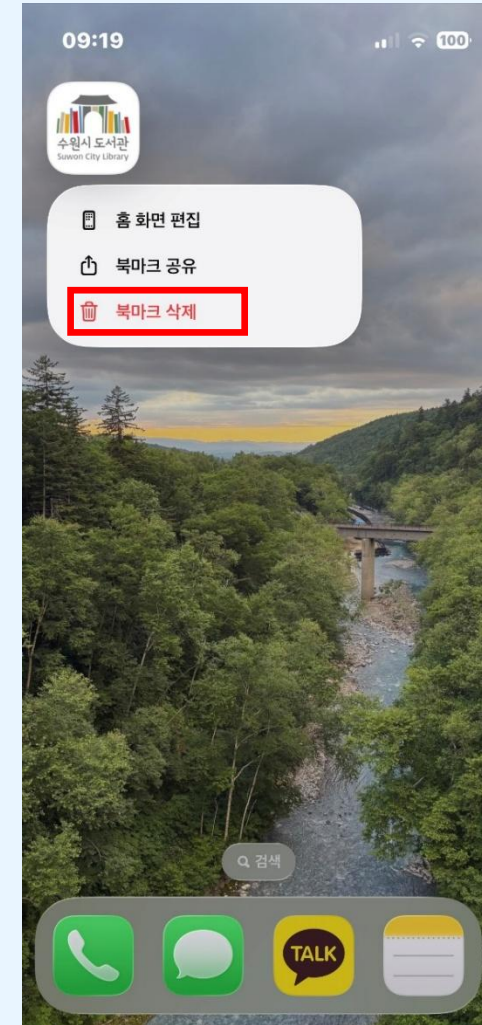 09:19
100
수원시 도서관
Suwon City Library
홈 화면 편집
북마크 공유
북마크 삭제
검색
TALK